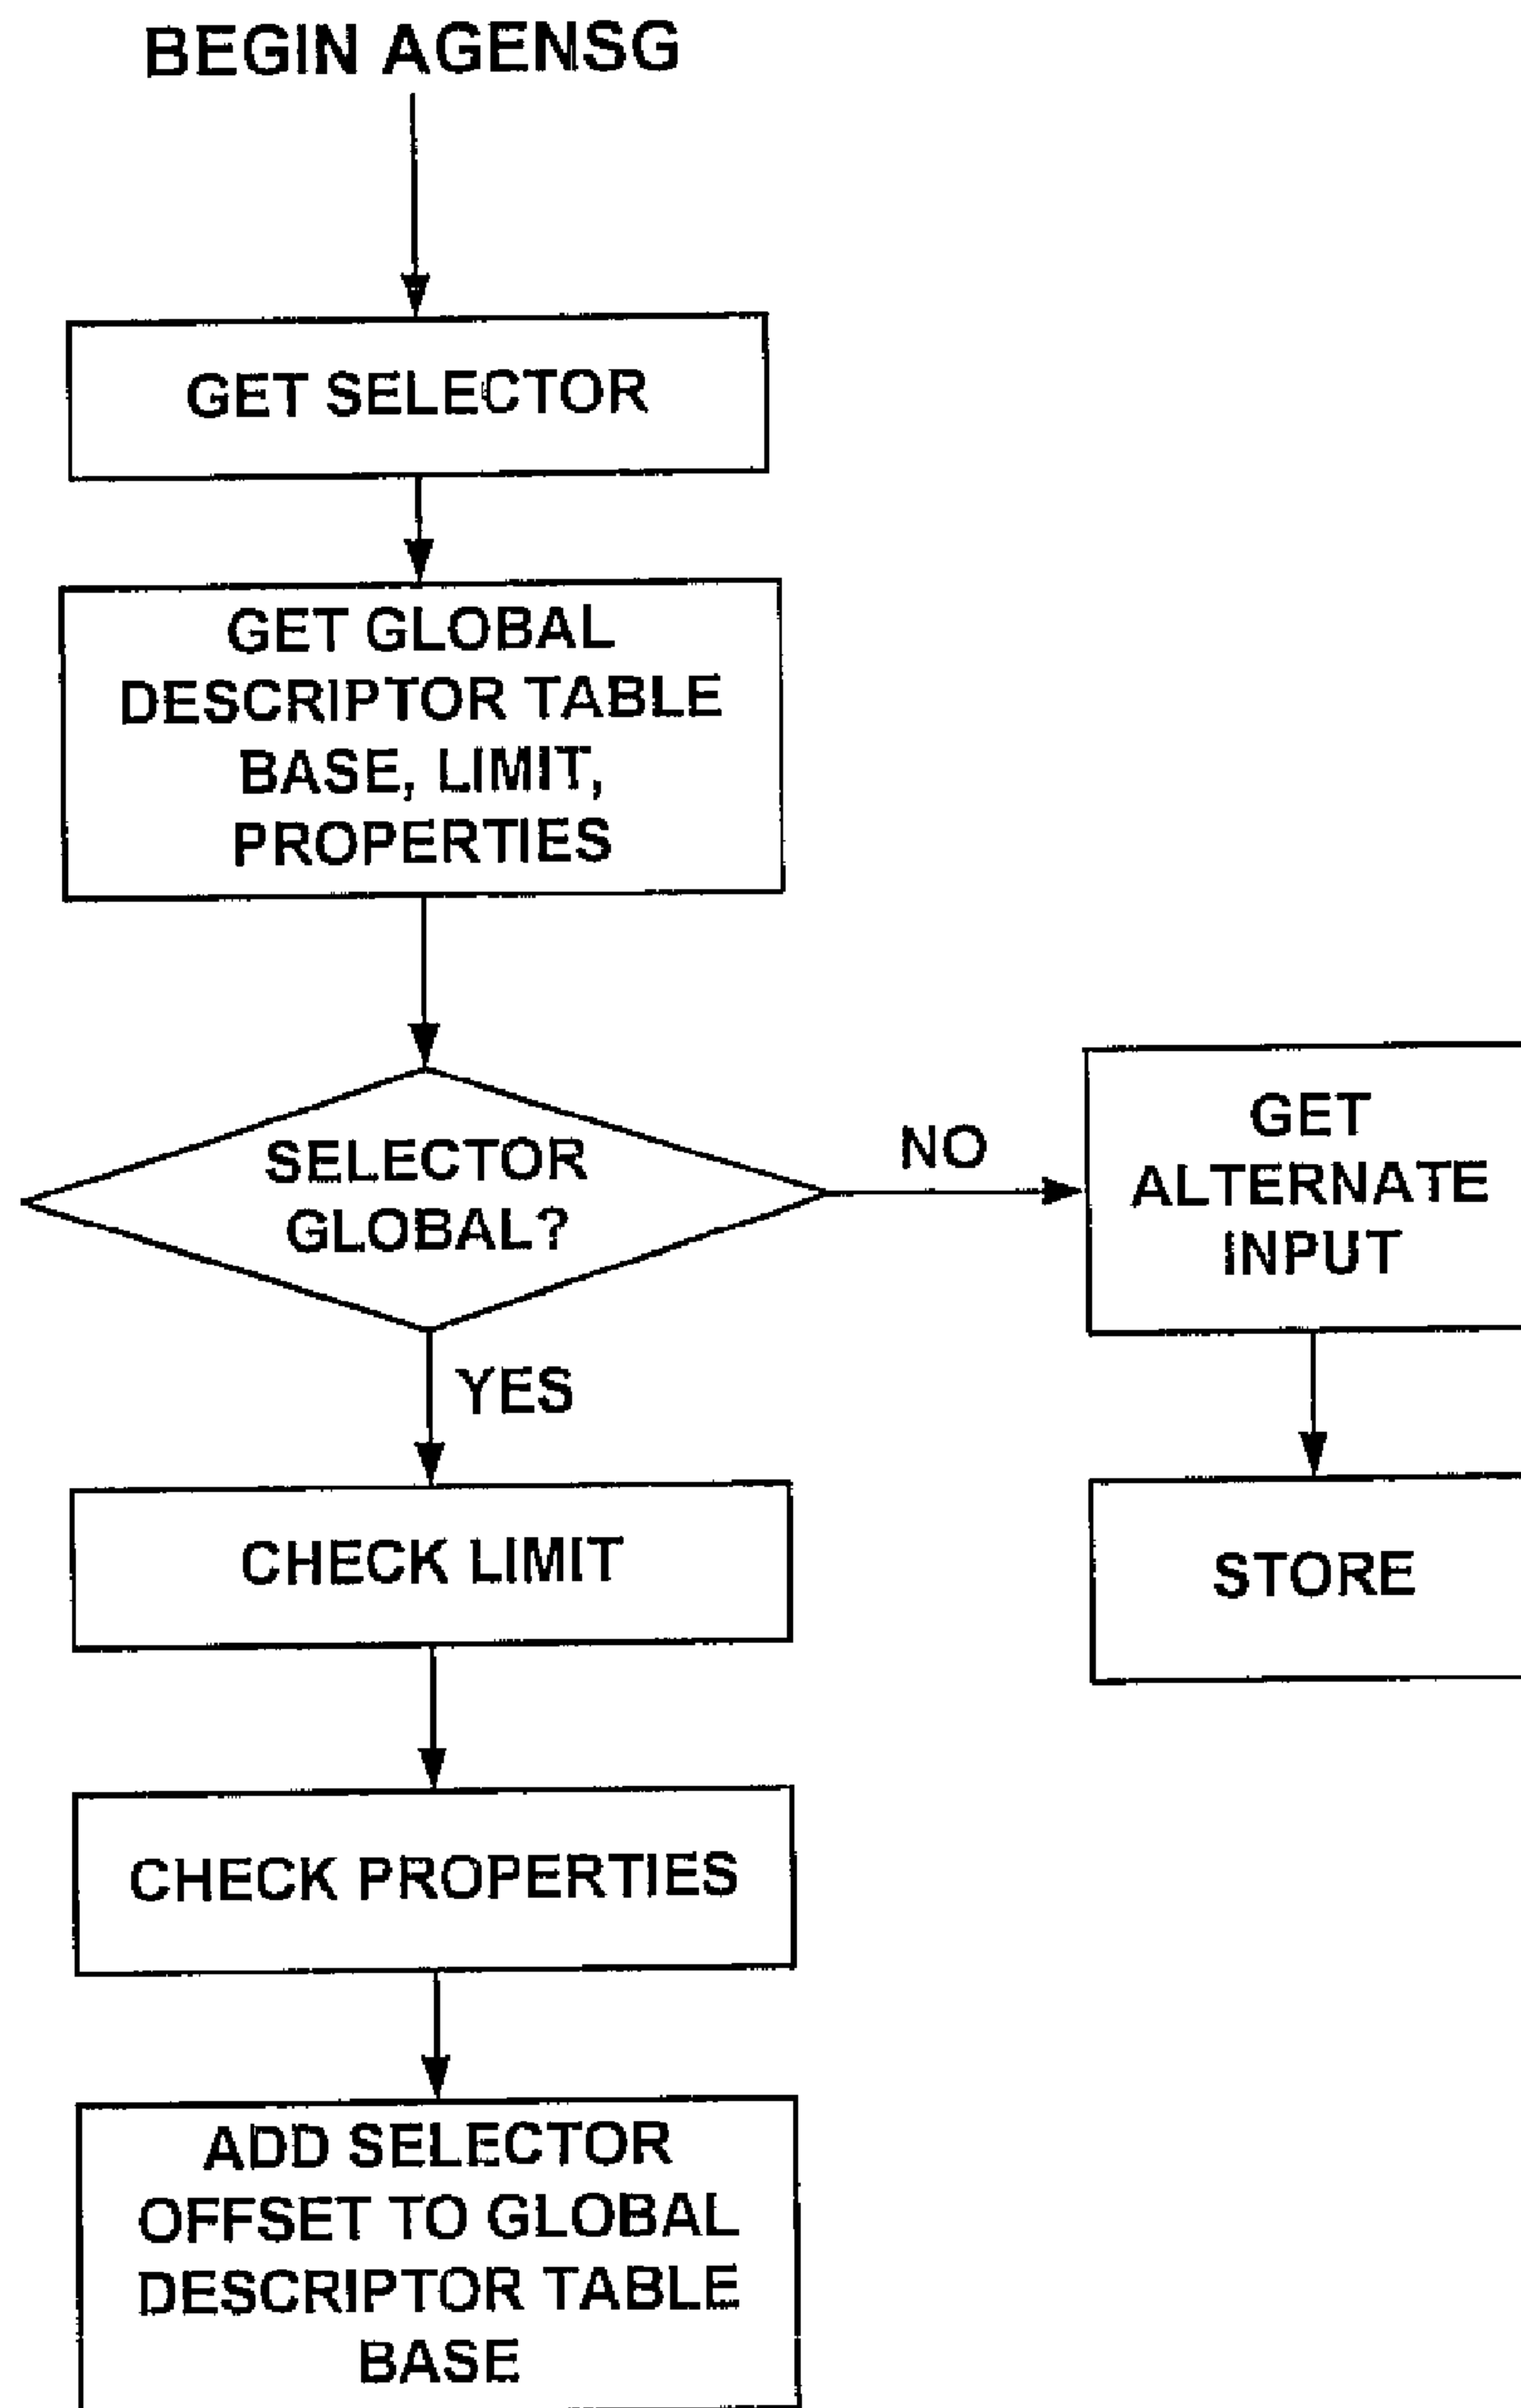 BEGIN AGENSG
GET SELECTOR
GET GLOBAL
DESCRIPTOR TABLE
BASE, LIMIT,
PROPERTIES
SELECTOR
GLOBAL?
NO
GET
ALTERNATE
INPUT
YES
STORE
CHECK LIMIT
CHECK PROPERTIES
ADD SELECTOR
OFFSET TO GLOBAL
DESCRIPTOR TABLE
BASE